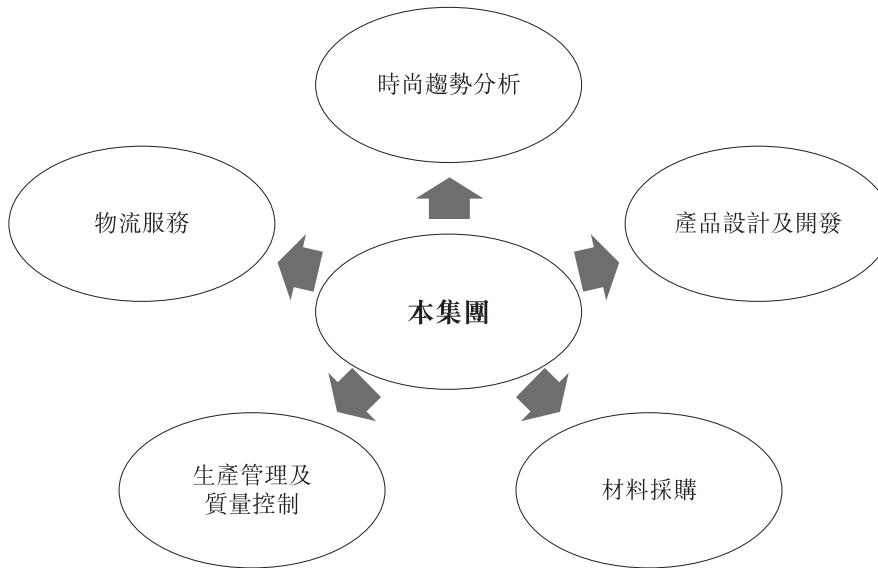 時尚趨勢分析
物流服務
產品設計及開發
本集團
生產管理及
質量控制
材料採購